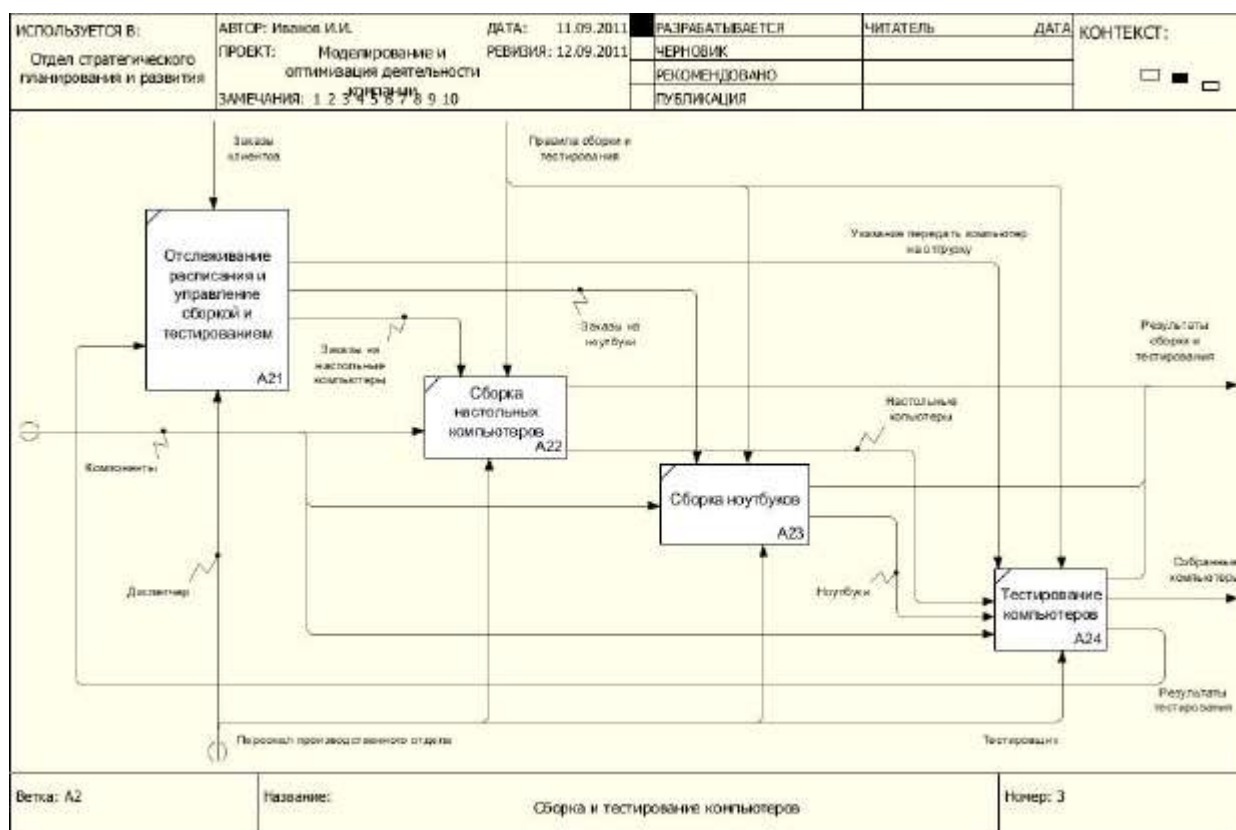 ИСПОЛЬЗУЕТСЯ В:
Отдел стратегического
планирования и развития
АВТОР: Иванов И.И.
ДАТА: 11.09.2011
ПРОЕКТ: Моделирование и
РЕВИЗИЯ: 12.09.2011
оптимизация деятельности
компании
ЗАМЕЧАНИЯ: 1 2 3 4 5 6 7 8 9 10
РАЗРАБАТЫВАЕТСЯ
ЧЕРНОВИК
РЕКОМЕНДОВАНО
ПУБЛИКАЦИЯ
ЧИТАТЕЛЬ
ДАТА
КОНТЕКСТ:
Заказы
клиентов
Правила сборки и
тестирования
Указание передать компьютер
на отгрузку
Отслеживание
расписания и
управление
сборкой и
тестированием
A21
Заказы на
ноутбуки
Заказы на
настольные
компьютеры
Результаты
сборки и
тестирования
Сборка
настольных
компьютеров
A22
Настольные
копьютеры
Компоненты
Сборка ноутбуков
A23
Диспетчер
Ноутбуки
Собранные
компьютеры
Тестирование
компьютеров
A24
Результаты
тестирования
Персонал производственного отдела
Тестировщик
Ветка: A2
Название:
Сборка и тестирование компьютеров
Номер: 3